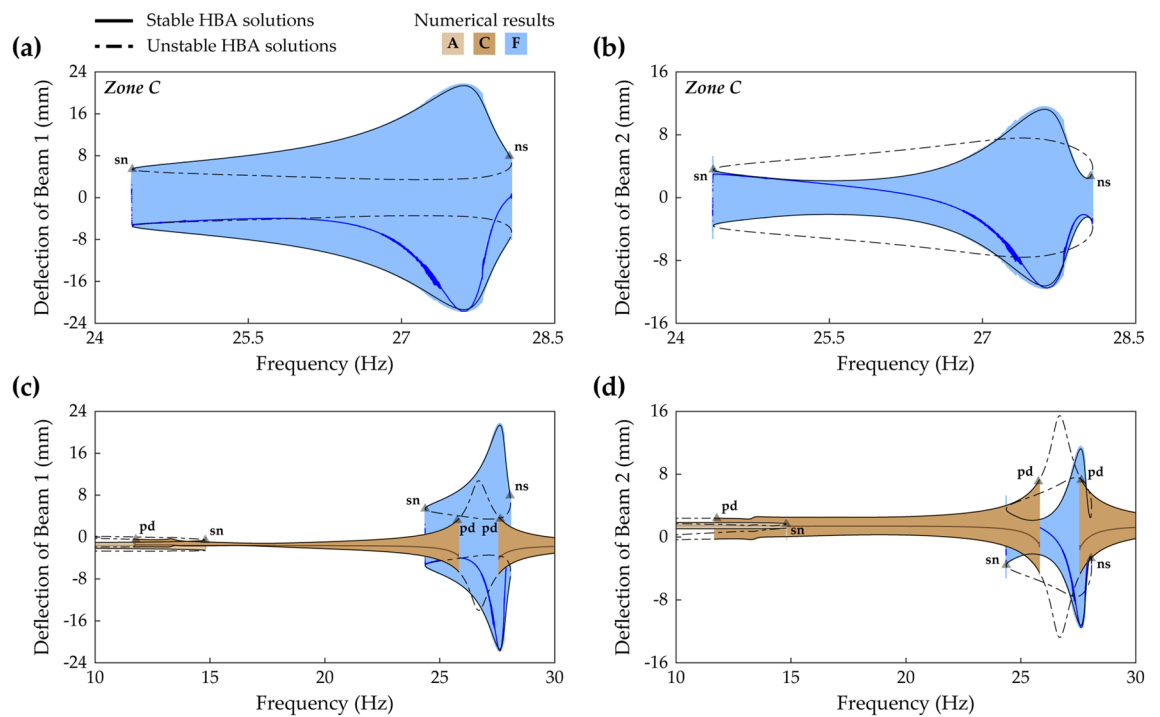 Stable HBA solutions
Unstable HBA solutions
Numerical results
A C F
(a)
Zone C
Deflection of Beam 1 (mm)
24
16
8
0
-8
-16
-24
sn
ns
24 25.5 27 28.5
Frequency (Hz)
(b)
Zone C
Deflection of Beam 2 (mm)
16
8
0
-8
-16
sn
ns
24 25.5 27 28.5
Frequency (Hz)
(c)
Deflection of Beam 1 (mm)
24
16
8
0
-8
-16
-24
pd
sn
sn
pd
pd
ns
10 15 20 25 30
Frequency (Hz)
(d)
Deflection of Beam 2 (mm)
16
8
0
-8
-16
pd
sn
pd
pd
sn
ns
10 15 20 25 30
Frequency (Hz)